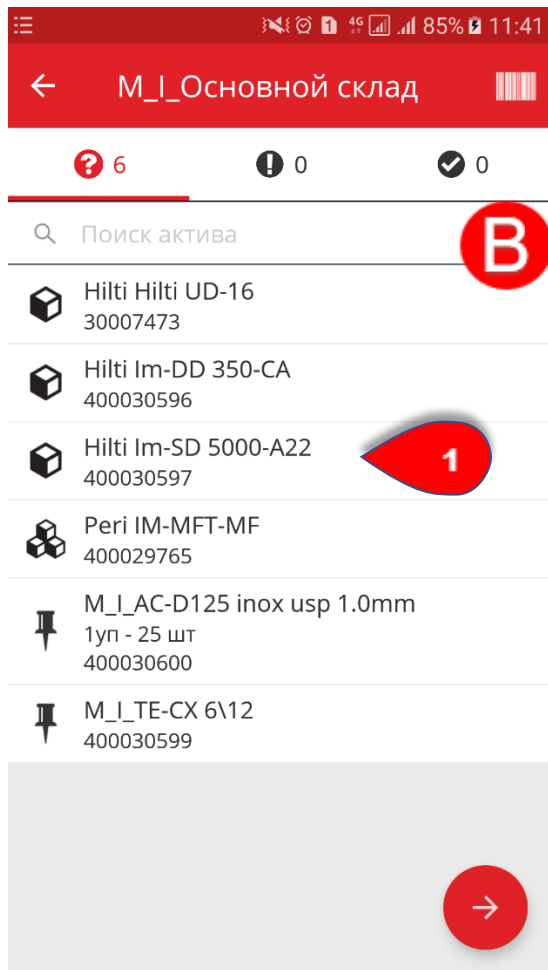 1 4G 85% 11:41
M_I_Основной склад
? 6 ! 0 0
Поиск актива
B
Hilti Hilti UD-16
30007473
Hilti Im-DD 350-CA
400030596
Hilti Im-SD 5000-A22
400030597
1
Peri IM-MFT-MF
400029765
M_I_AC-D125 inox usp 1.0mm
1уп - 25 шт
400030600
M_I_TE-CX 6\12
400030599